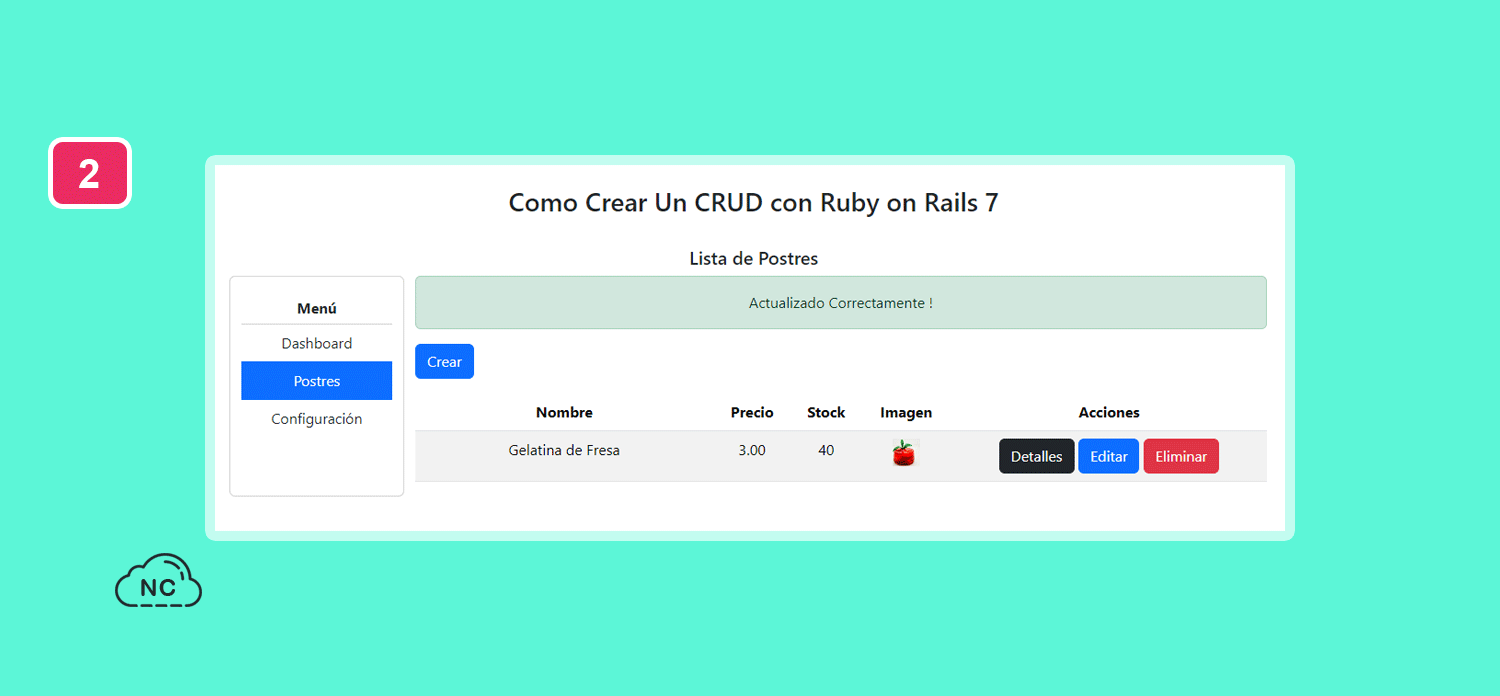 2
Como Crear Un CRUD con Ruby on Rails 7
Lista de Postres
Menú
Dashboard
Postres
Configuración
Actualizado Correctamente !
Crear
Nombre Precio Stock Imagen Acciones
Gelatina de Fresa 3.00 40 Detalles Editar Eliminar
NC